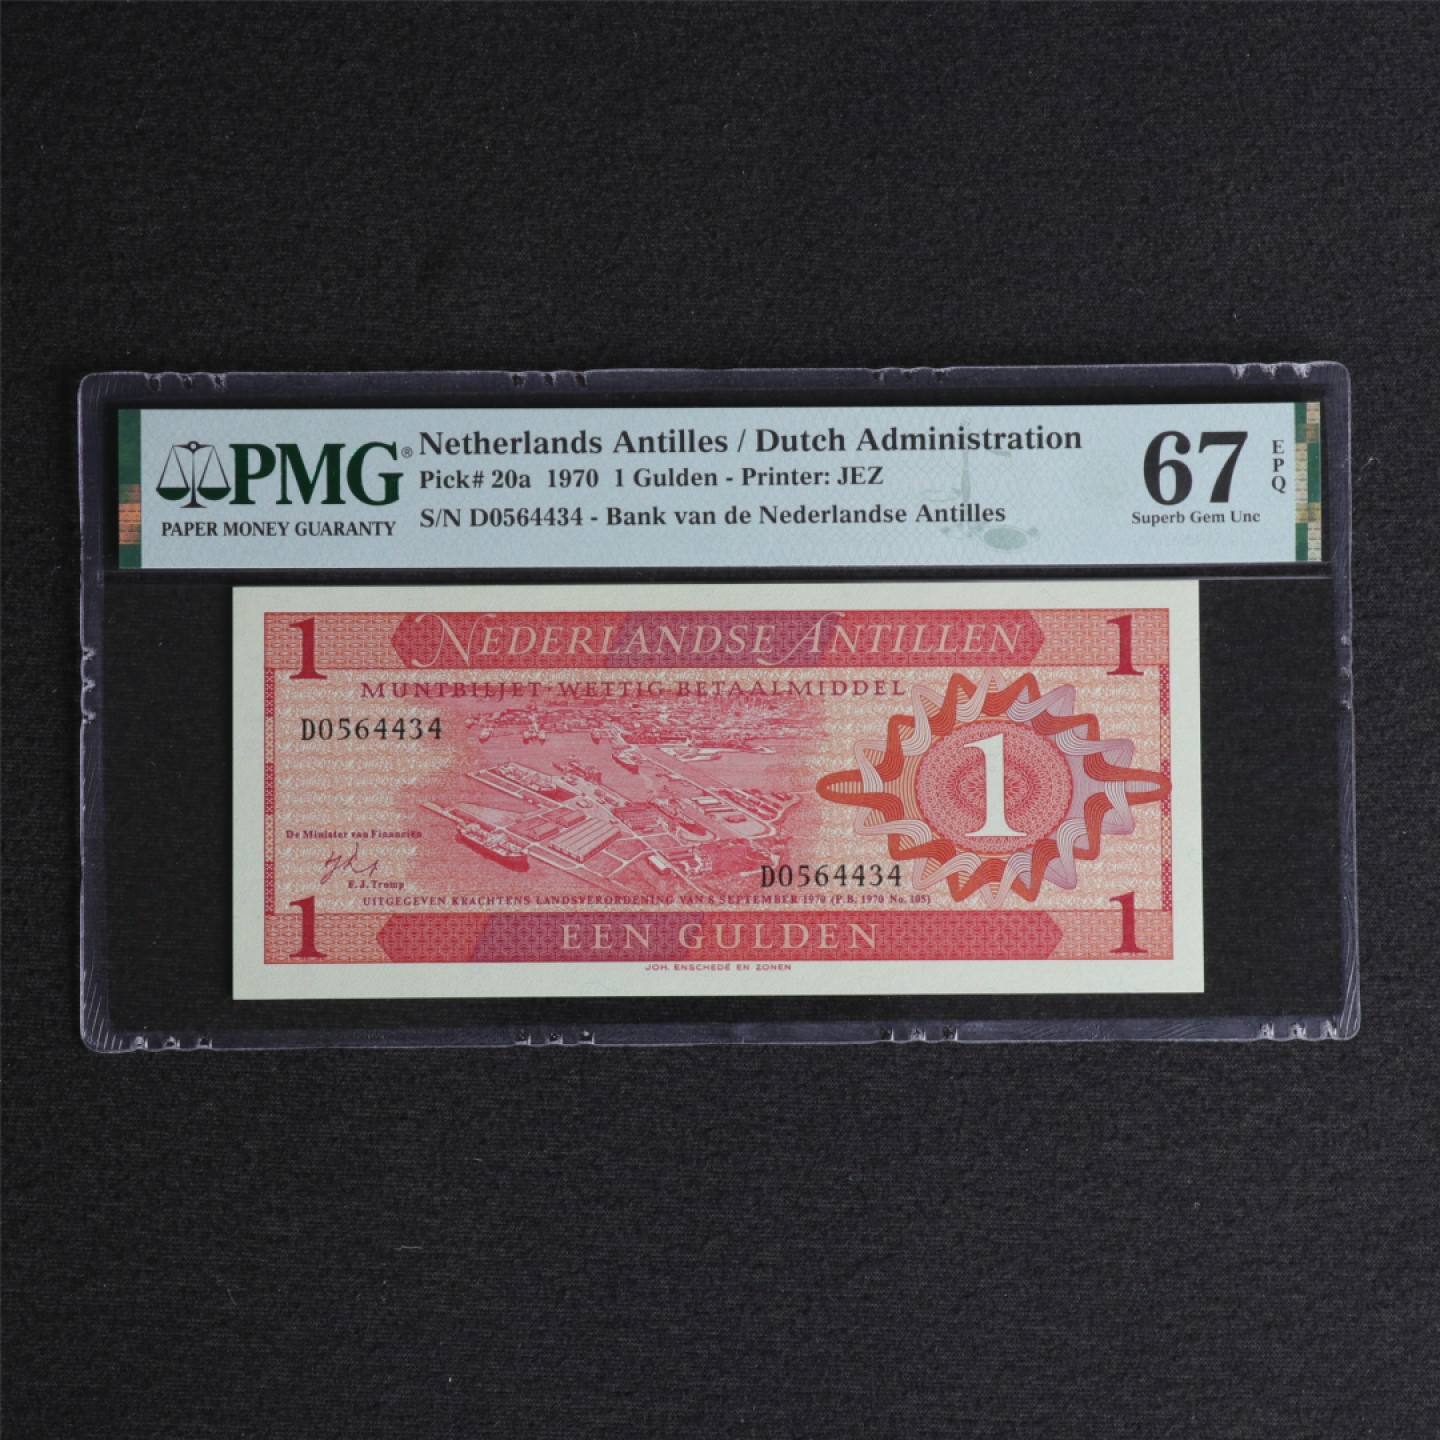 PMG®
PAPER MONEY GUARANTY
Netherlands Antilles / Dutch Administration
Pick# 20a 1970 1 Gulden - Printer: JEZ
S/N D0564434 - Bank van de Nederlandse Antilles
67
EPQ
Superb Gem Unc
1 NEDERLANDSE ANTILLEN 1
MUNTBILJET·WETTIG BETAALMIDDEL
D0564434
1
De Minister van Financiën
F.J. Tromp
D0564434
UITGEGEVEN KRACHTENS LANDSVERORDENING VAN 8 SEPTEMBER 1970 (P.B. 1970 No. 105)
1 EEN GULDEN 1
JOH. ENSCHEDÉ EN ZONEN